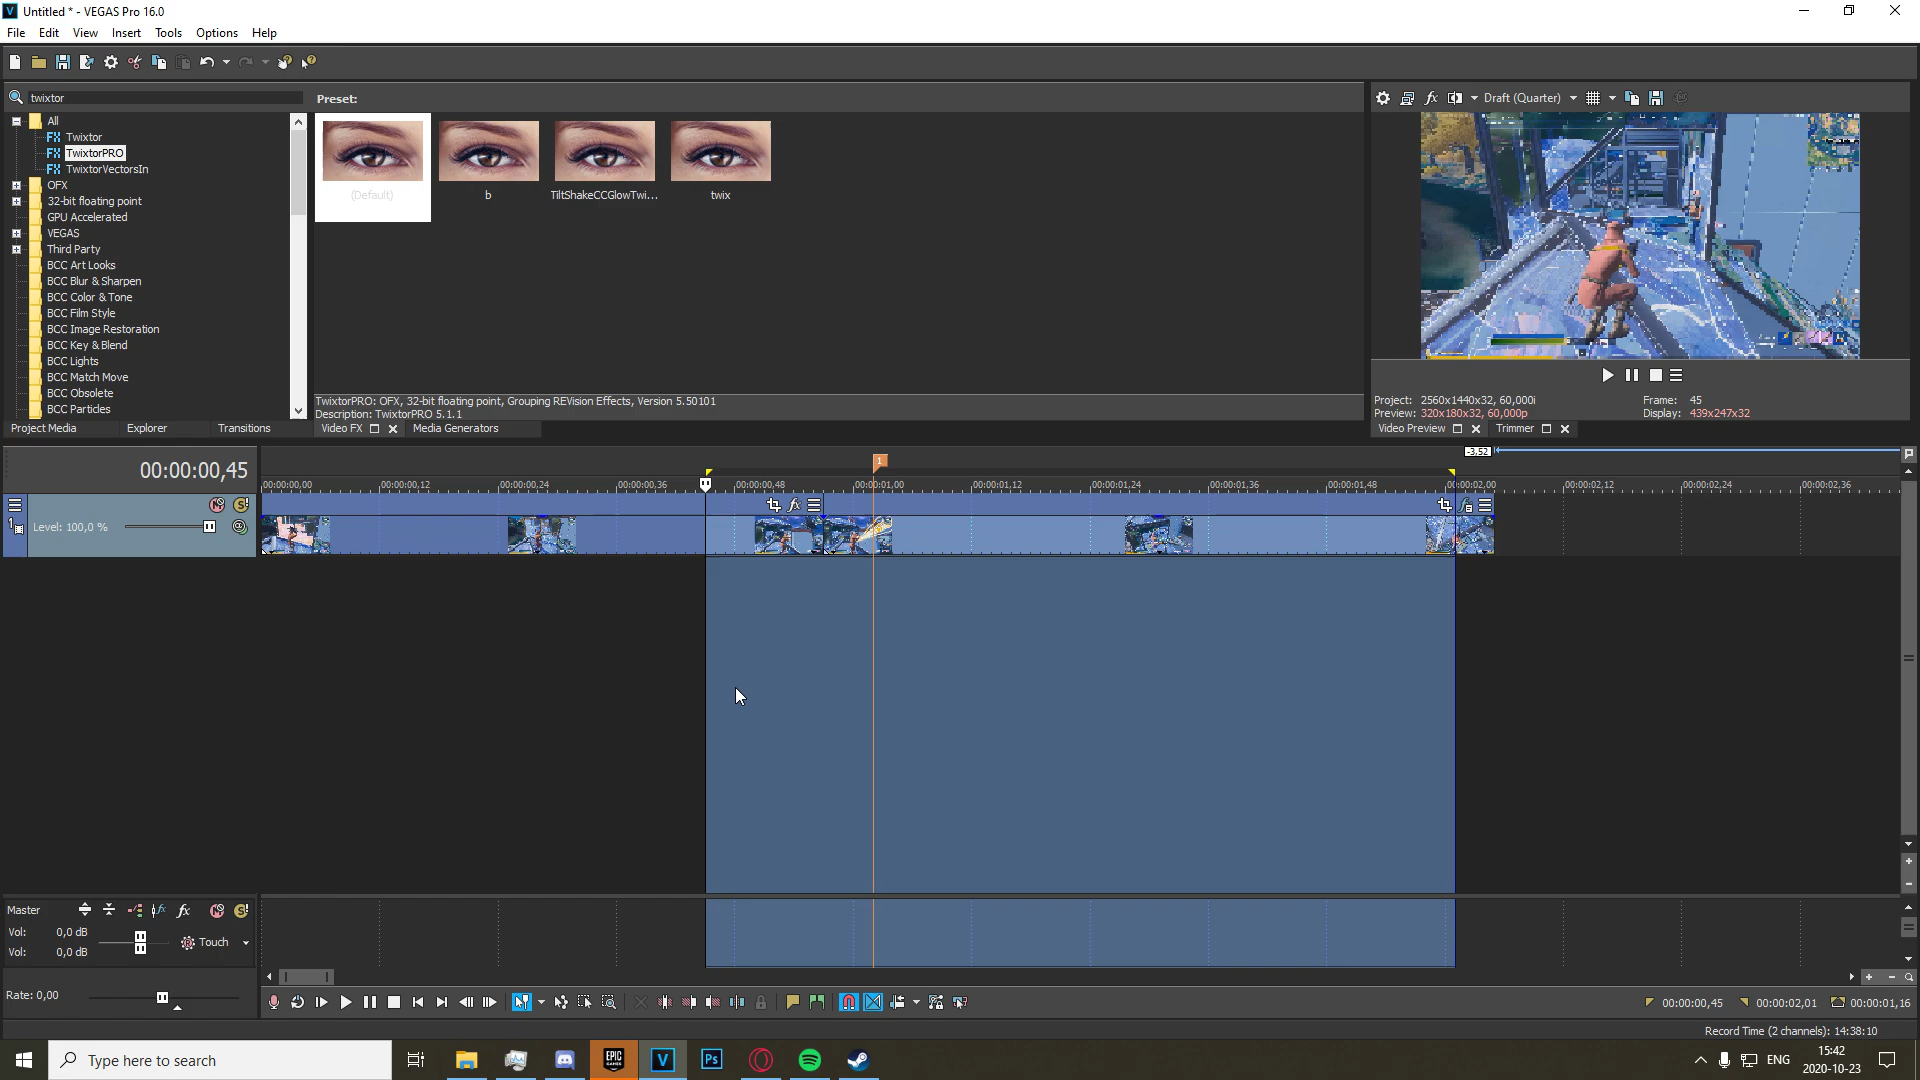 Untitled * - VEGAS Pro 16.0
File Edit View Insert Tools Options Help
twixtor
Preset:
Draft (Quarter)
All
Twixtor
TwixtorPRO
TwixtorVectorsIn
OFX
32-bit floating point
GPU Accelerated
VEGAS
Third Party
BCC Art Looks
BCC Blur & Sharpen
BCC Color & Tone
BCC Film Style
BCC Image Restoration
BCC Key & Blend
BCC Lights
BCC Match Move
BCC Obsolete
BCC Particles
(Default) b TiltShakeCCGlowTwi... twix
TwixtorPRO: OFX, 32-bit floating point, Grouping REVision Effects, Version 5.50101
Description: TwixtorPRO 5.1.1
Project: 2560x1440x32, 60,000i Frame: 45
Preview: 320x180x32, 60,000p Display: 439x247x32
Project Media Explorer Transitions Video FX Media Generators Video Preview Trimmer
-3,52
1
00:00:00,45
00:00:00,00 00:00:00,12 00:00:00,24 00:00:00,36 00:00:00,48 00:00:01,00 00:00:01,12 00:00:01,24 00:00:01,36 00:00:01,48 00:00:02,00 00:00:02,12 00:00:02,24 00:00:02,36
1
Level: 100,0 %
Master
Vol: 0,0 dB
Vol: 0,0 dB
Touch
Rate: 0,00
00:00:00,45 00:00:02,01 00:00:01,16
Record Time (2 channels): 14:38:10
Type here to search
EPIC GAMES
V
Ps
ENG
15:42
2020-10-23